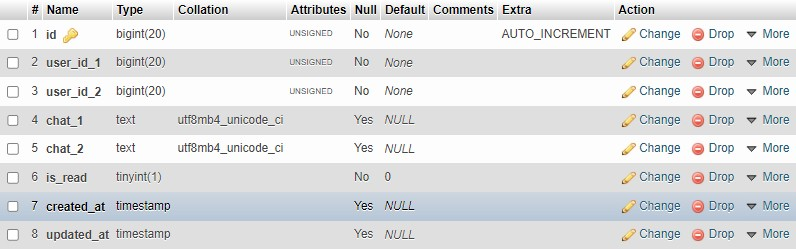 # Name Type Collation Attributes Null Default Comments Extra Action
1 id bigint(20) UNSIGNED No None AUTO_INCREMENT Change Drop More
2 user_id_1 bigint(20) UNSIGNED No None Change Drop More
3 user_id_2 bigint(20) UNSIGNED No None Change Drop More
4 chat_1 text utf8mb4_unicode_ci Yes NULL Change Drop More
5 chat_2 text utf8mb4_unicode_ci Yes NULL Change Drop More
6 is_read tinyint(1) No 0 Change Drop More
7 created_at timestamp Yes NULL Change Drop More
8 updated_at timestamp Yes NULL Change Drop More